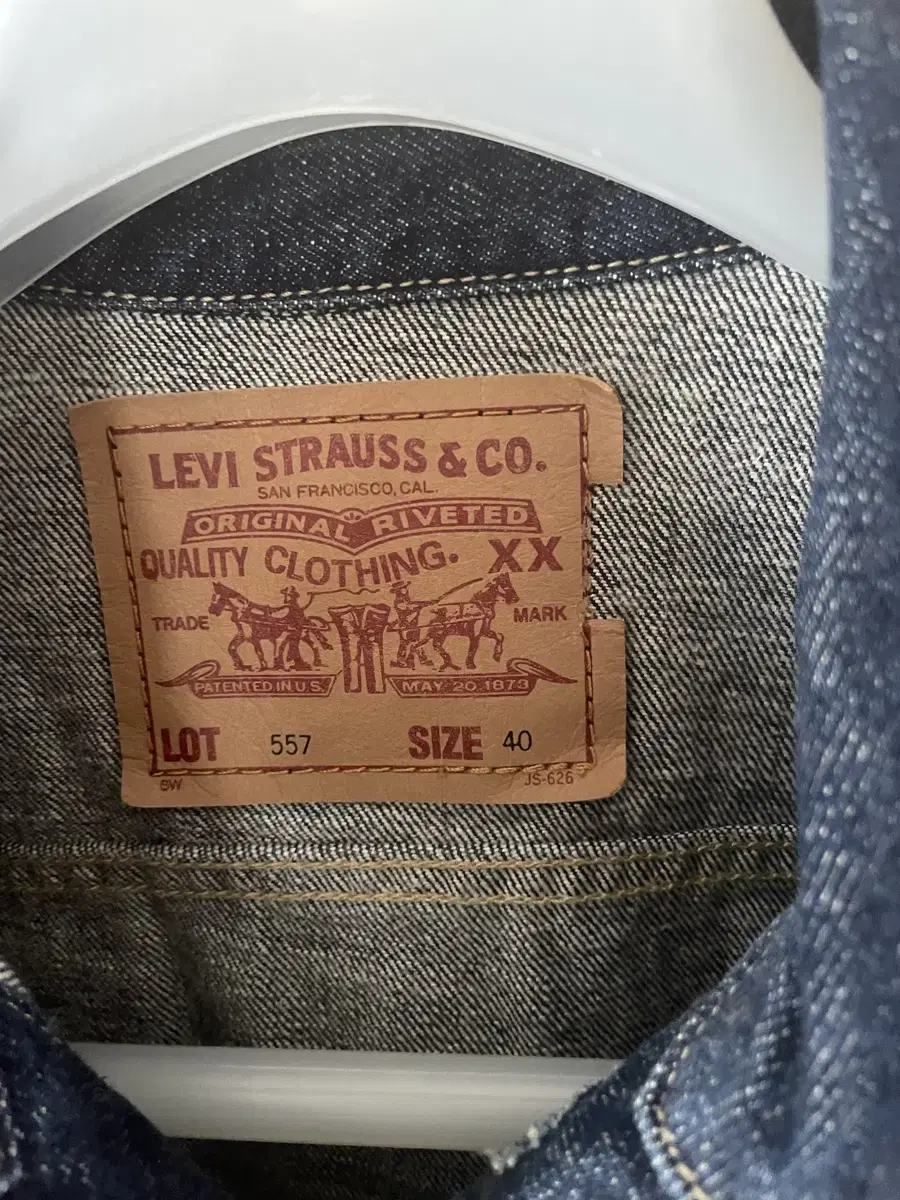 LEVI STRAUSS & CO.
SAN FRANCISCO, CAL.
ORIGINAL RIVETED
QUALITY CLOTHING. XX
TRADE MARK
PATENTED IN U.S. MAY 20 1873
LOT 557 SIZE 40
SW JS-626